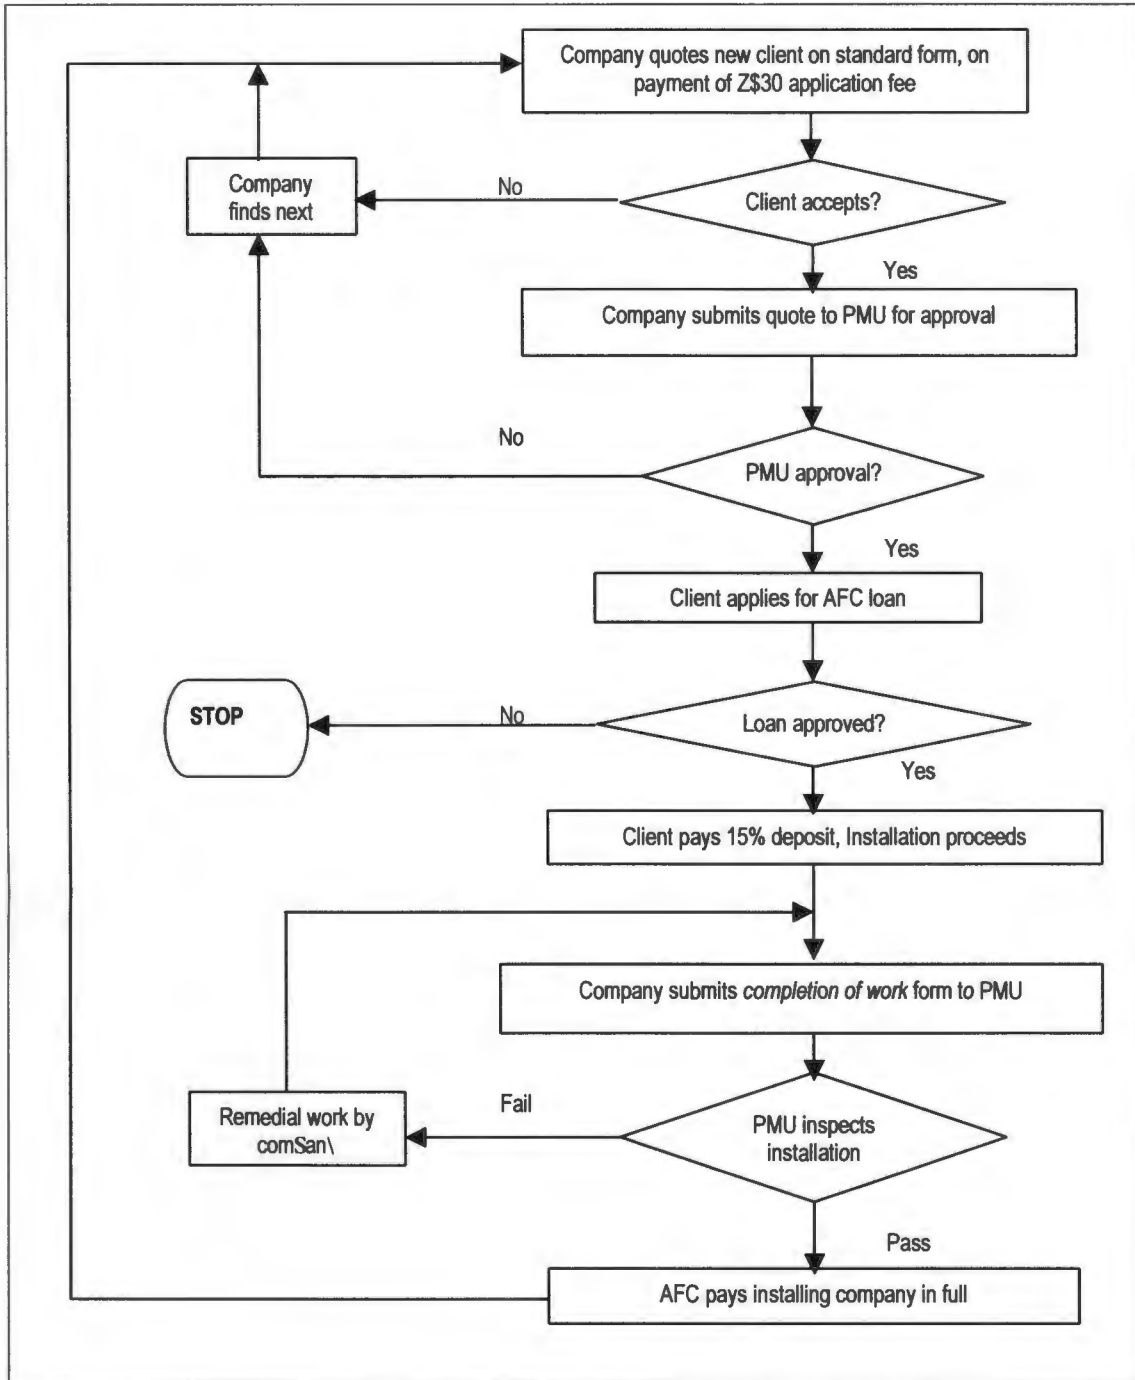 Company quotes new client on standard form, on
payment of Z$30 application fee
Company
finds next
No
Client accepts?
Yes
Company submits quote to PMU for approval
No
PMU approval?
Yes
Client applies for AFC loan
STOP
No
Loan approved?
Yes
Client pays 15% deposit, Installation proceeds
Company submits completion of work form to PMU
Remedial work by
comSan\
Fail
PMU inspects
installation
Pass
AFC pays installing company in full